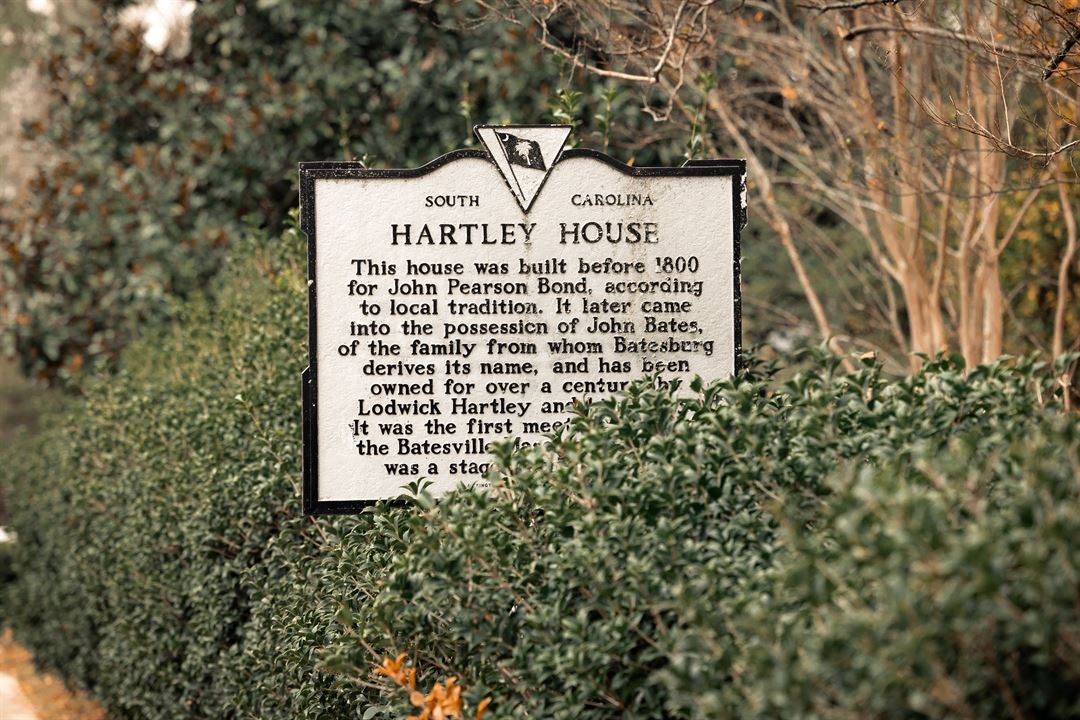 SOUTH CAROLINA
HARTLEY HOUSE
This house was built before 1800
for John Pearson Bond, according
to local tradition. It later came
into the possession of John Bates,
of the family from whom Batesburg
derives its name, and has been
owned for over a century by
Lodwick Hartley and
It was the first
the Batesville
was a